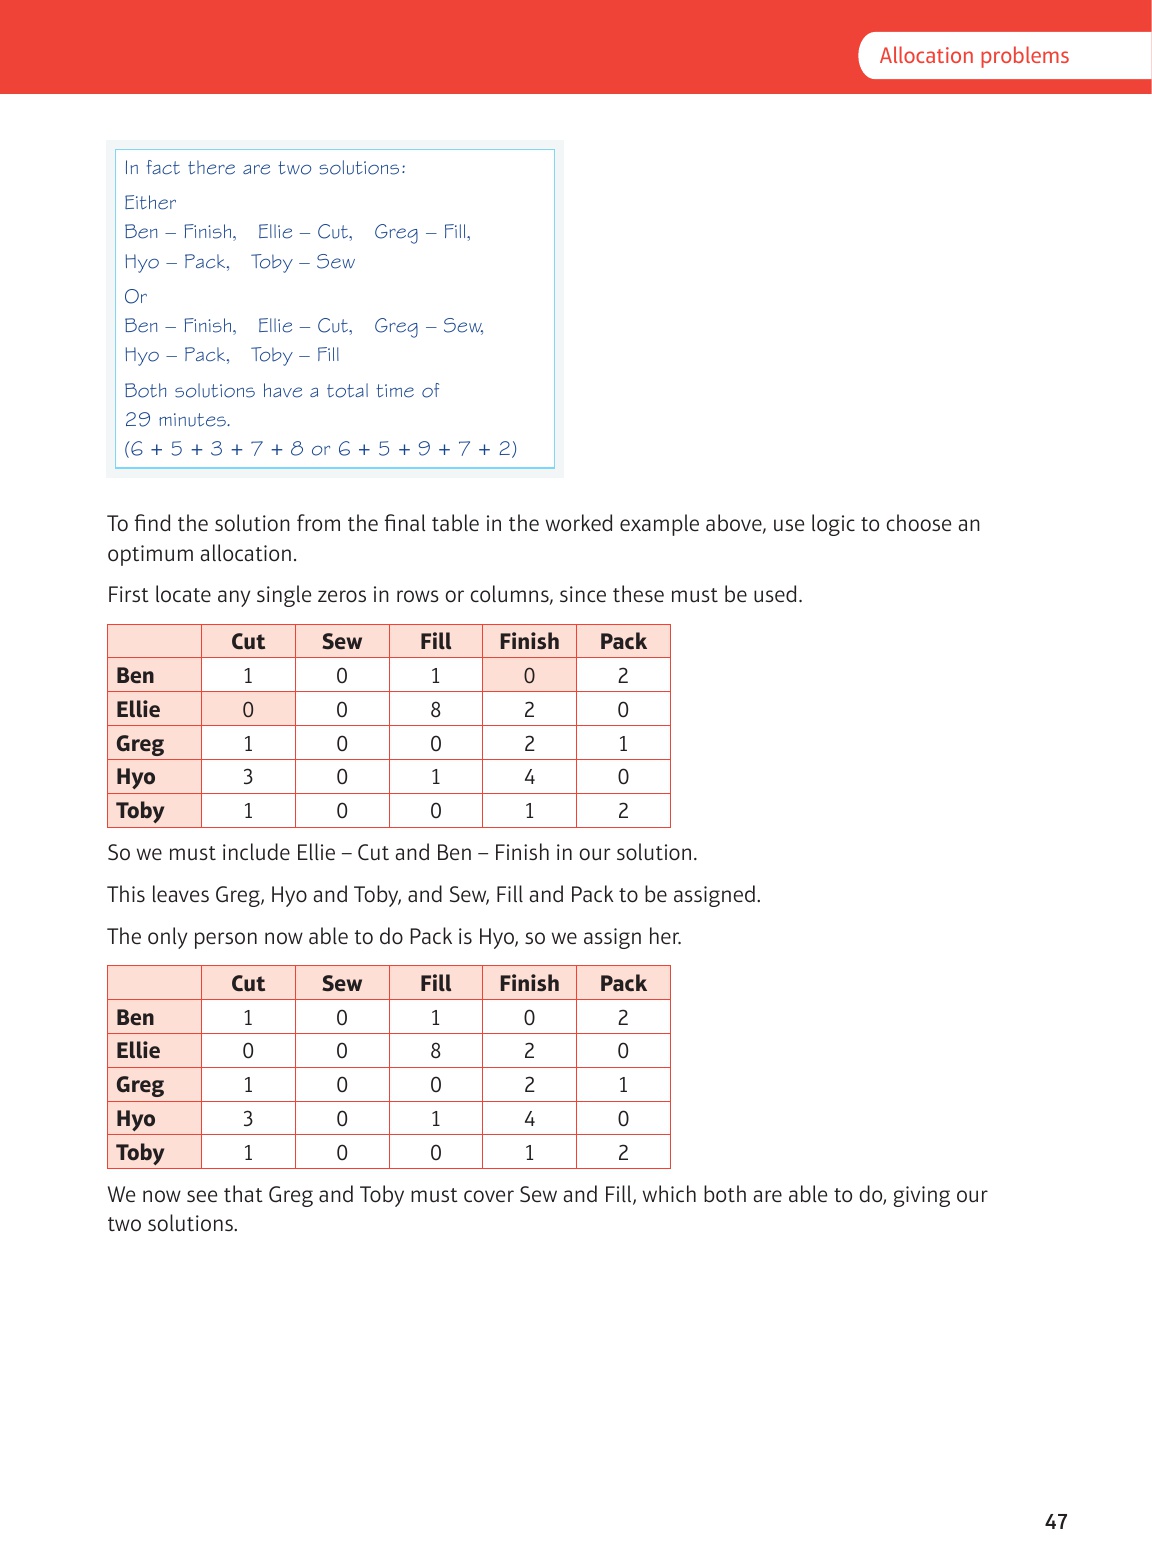 Allocation problems
In fact there are two solutions:
Either
Ben – Finish, Ellie – Cut, Greg – Fill,
Hyo – Pack, Toby – Sew
Or
Ben – Finish, Ellie – Cut, Greg – Sew,
Hyo – Pack, Toby – Fill
Both solutions have a total time of
29 minutes.
(6 + 5 + 3 + 7 + 8 or 6 + 5 + 9 + 7 + 2)
To find the solution from the final table in the worked example above, use logic to choose an
optimum allocation.
First locate any single zeros in rows or columns, since these must be used.
Cut Sew Fill Finish Pack
Ben 1 0 1 0 2
Ellie 0 0 8 2 0
Greg 1 0 0 2 1
Hyo 3 0 1 4 0
Toby 1 0 0 1 2
So we must include Ellie – Cut and Ben – Finish in our solution.
This leaves Greg, Hyo and Toby, and Sew, Fill and Pack to be assigned.
The only person now able to do Pack is Hyo, so we assign her.
Cut Sew Fill Finish Pack
Ben 1 0 1 0 2
Ellie 0 0 8 2 0
Greg 1 0 0 2 1
Hyo 3 0 1 4 0
Toby 1 0 0 1 2
We now see that Greg and Toby must cover Sew and Fill, which both are able to do, giving our
two solutions.
47